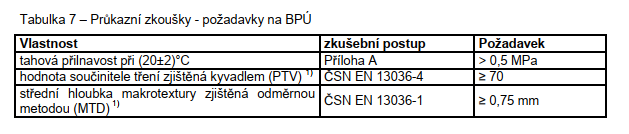 Tabulka 7 – Průkazní zkoušky - požadavky na BPÚ
Vlastnost zkušební postup Požadavek
tahová přilnavost při (20±2)°C Příloha A > 0,5 MPa
hodnota součinitele tření zjištěná kyvadlem (PTV) 1) ČSN EN 13036-4 ≥ 70
střední hloubka makrotextury zjištěná odměrnou
metodou (MTD) 1) ČSN EN 13036-1 ≥ 0,75 mm